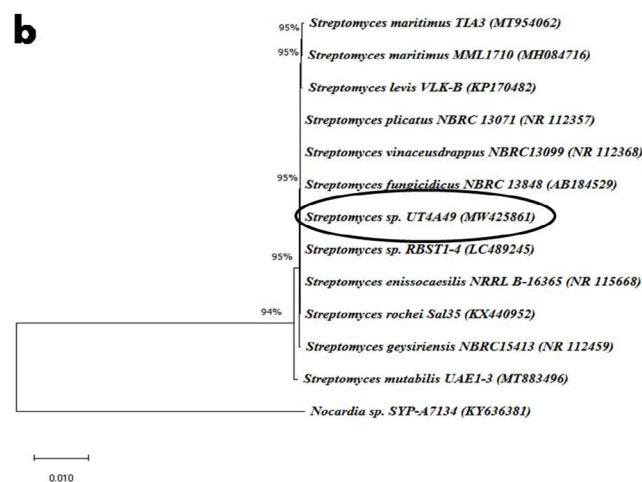 b
95%
Streptomyces maritimus TIA3 (MT954062)
95%
Streptomyces maritimus MML1710 (MH084716)
Streptomyces levis VLK-B (KP170482)
Streptomyces plicatus NBRC 13071 (NR 112357)
Streptomyces vinaceusdrappus NBRC13099 (NR 112368)
95%
Streptomyces fungicidicus NBRC 13848 (AB184529)
Streptomyces sp. UT4A49 (MW425861)
Streptomyces sp. RBST1-4 (LC489245)
95%
Streptomyces enissocaesilis NRRL B-16365 (NR 115668)
94%
Streptomyces rochei Sal35 (KX440952)
Streptomyces geysiriensis NBRC15413 (NR 112459)
Streptomyces mutabilis UAE1-3 (MT883496)
Nocardia sp. SYP-A7134 (KY636381)
0.010